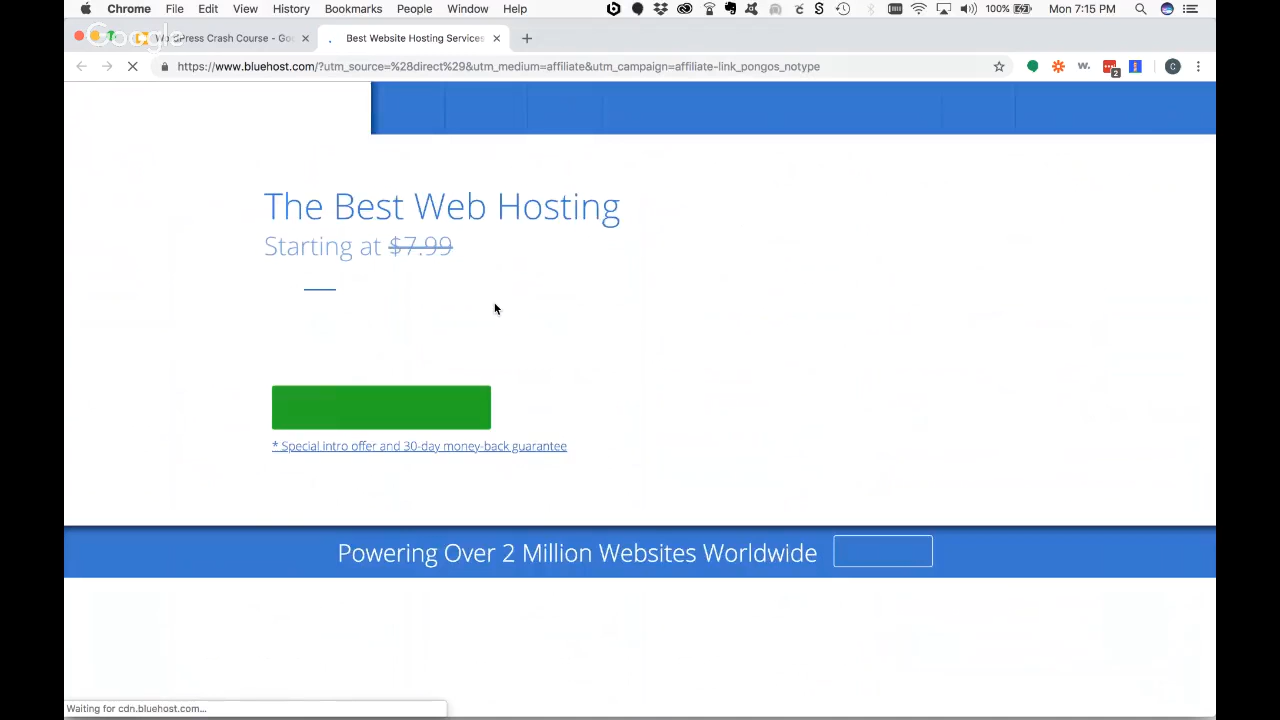 Chrome File Edit View History Bookmarks People Window Help 100% Mon 7:15 PM
Google
WordPress Crash Course - Goo
Best Website Hosting Services
https://www.bluehost.com/?utm_source=%28direct%29&utm_medium=affiliate&utm_campaign=affiliate-link_pongos_notype
w. 2 C
The Best Web Hosting
Starting at $7.99
* Special intro offer and 30-day money-back guarantee
Powering Over 2 Million Websites Worldwide
Waiting for cdn.bluehost.com...